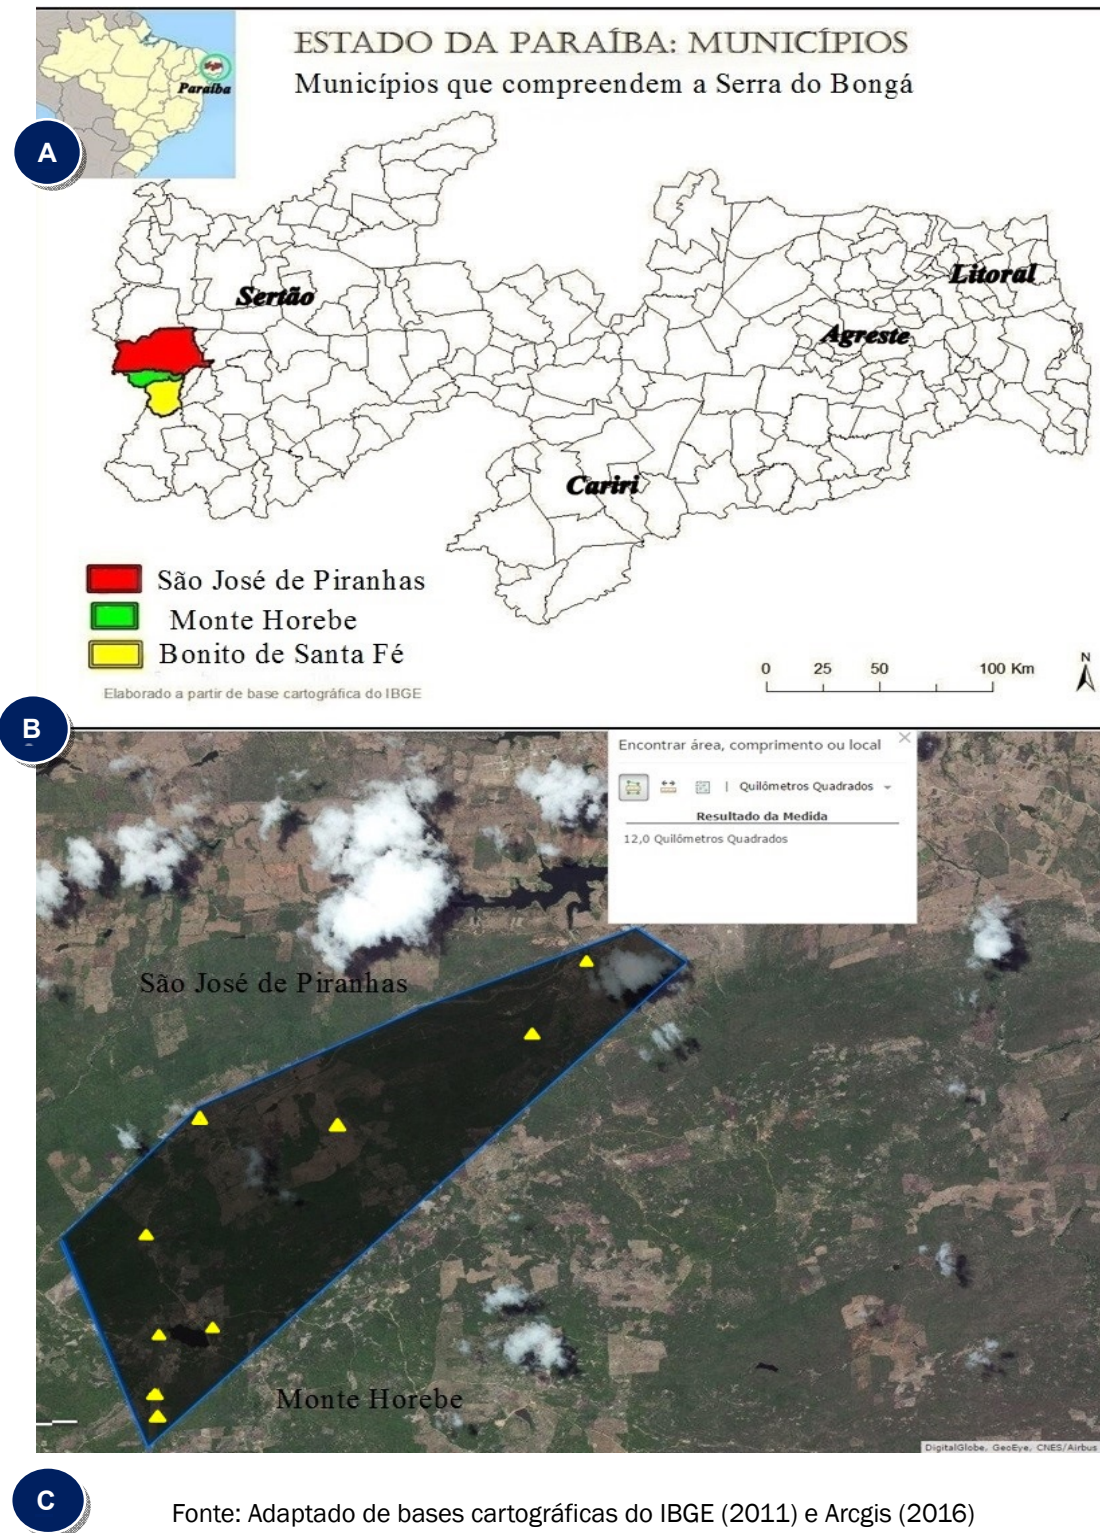 ESTADO DA PARAÍBA: MUNICÍPIOS
Municípios que compreendem a Serra do Bongá
Paraíba
A
Sertão
Litoral
Agreste
Cariri
São José de Piranhas
Monte Horebe
Bonito de Santa Fé
Elaborado a partir de base cartográfica do IBGE
0 25 50 100 Km
N
B
Encontrar área, comprimento ou local
Quilômetros Quadrados
Resultado da Medida
12,0 Quilômetros Quadrados
São José de Piranhas
Monte Horebe
DigitalGlobe, GeoEye, CNES/Airbus
C
Fonte: Adaptado de bases cartográficas do IBGE (2011) e Arcgis (2016)